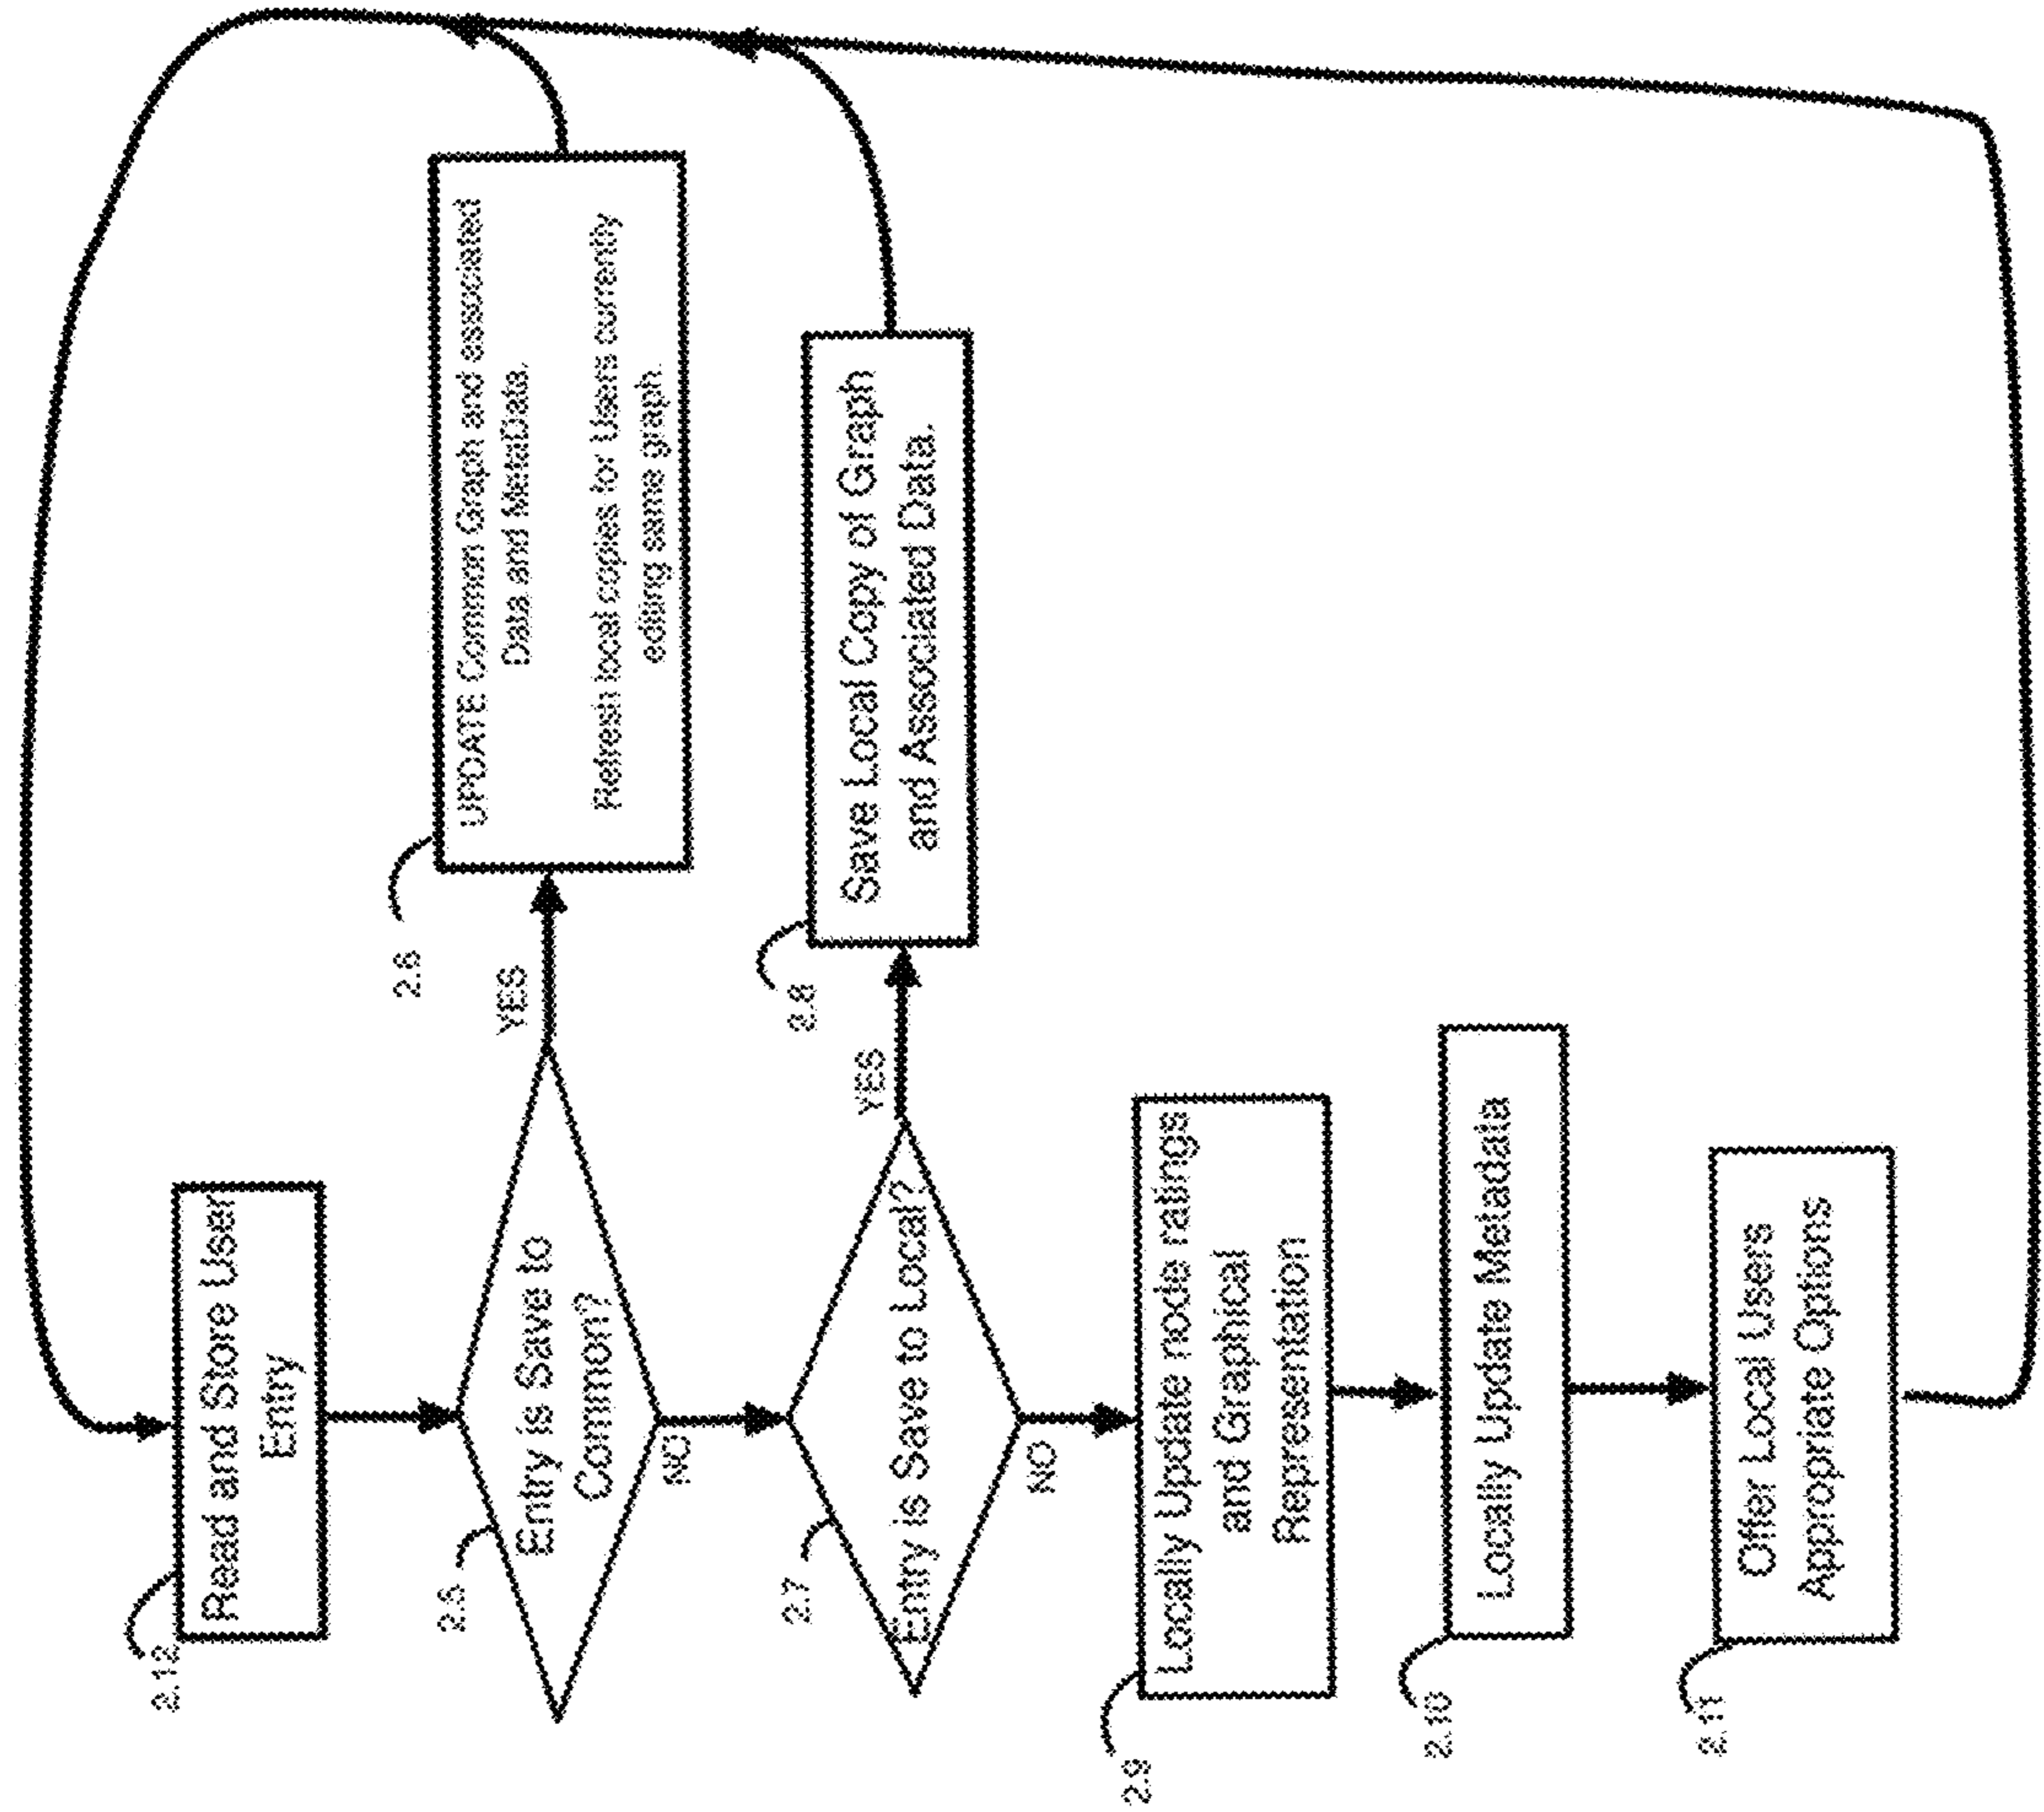 2.12
Read and Store User
Entry
2.5
Entry is Save to
Common?
YES
NO
2.6
UPDATE Common Graph and associated
Data and MetaData.
Refresh local copies for Users currently
editing same graph.
2.7
Entry is Save to Local?
YES
NO
2.8
Save Local Copy of Graph
and Associated Data.
2.9
Locally Update node ratings
and Graphical
Representation
2.10
Locally Update Metadata
2.11
Offer Local Users
Appropriate Options